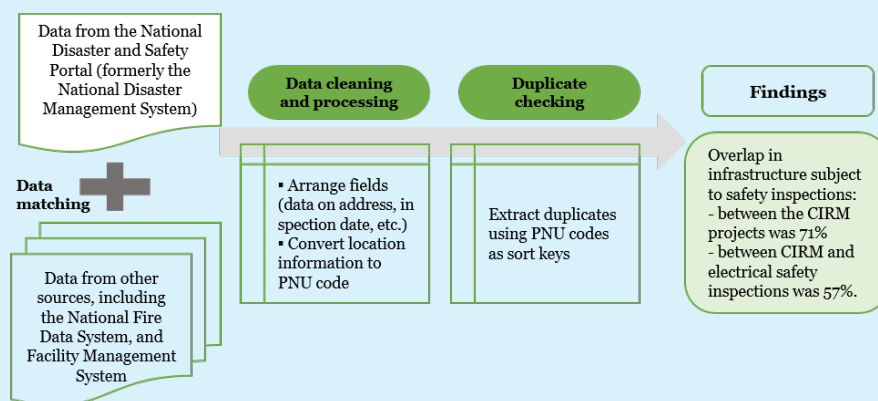 Data from the National
Disaster and Safety
Portal (formerly the
National Disaster
Management System)
Data
matching
Data from other
sources, including
the National Fire
Data System, and
Facility Management
System
Data cleaning
and processing
▪ Arrange fields
(data on address, in
spection date, etc.)
▪ Convert location
information to
PNU code
Duplicate
checking
Extract duplicates
using PNU codes
as sort keys
Findings
Overlap in
infrastructure subject
to safety inspections:
- between the CIRM
projects was 71%
- between CIRM and
electrical safety
inspections was 57%.